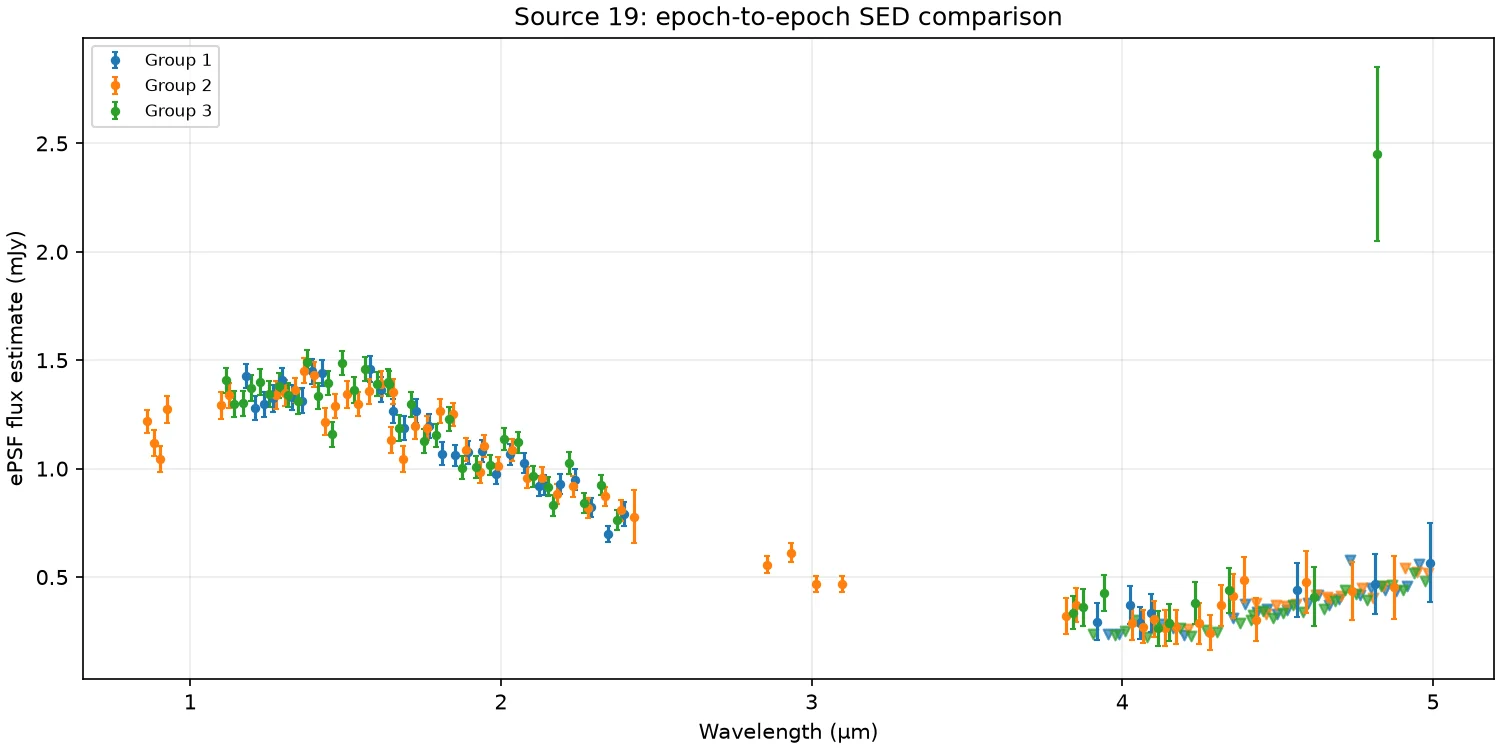 Source 19: epoch-to-epoch SED comparison
Group 1
Group 2
Group 3
ePSF flux estimate (mJy)
2.5
2.0
1.5
1.0
0.5
1 2 3 4 5
Wavelength (μm)